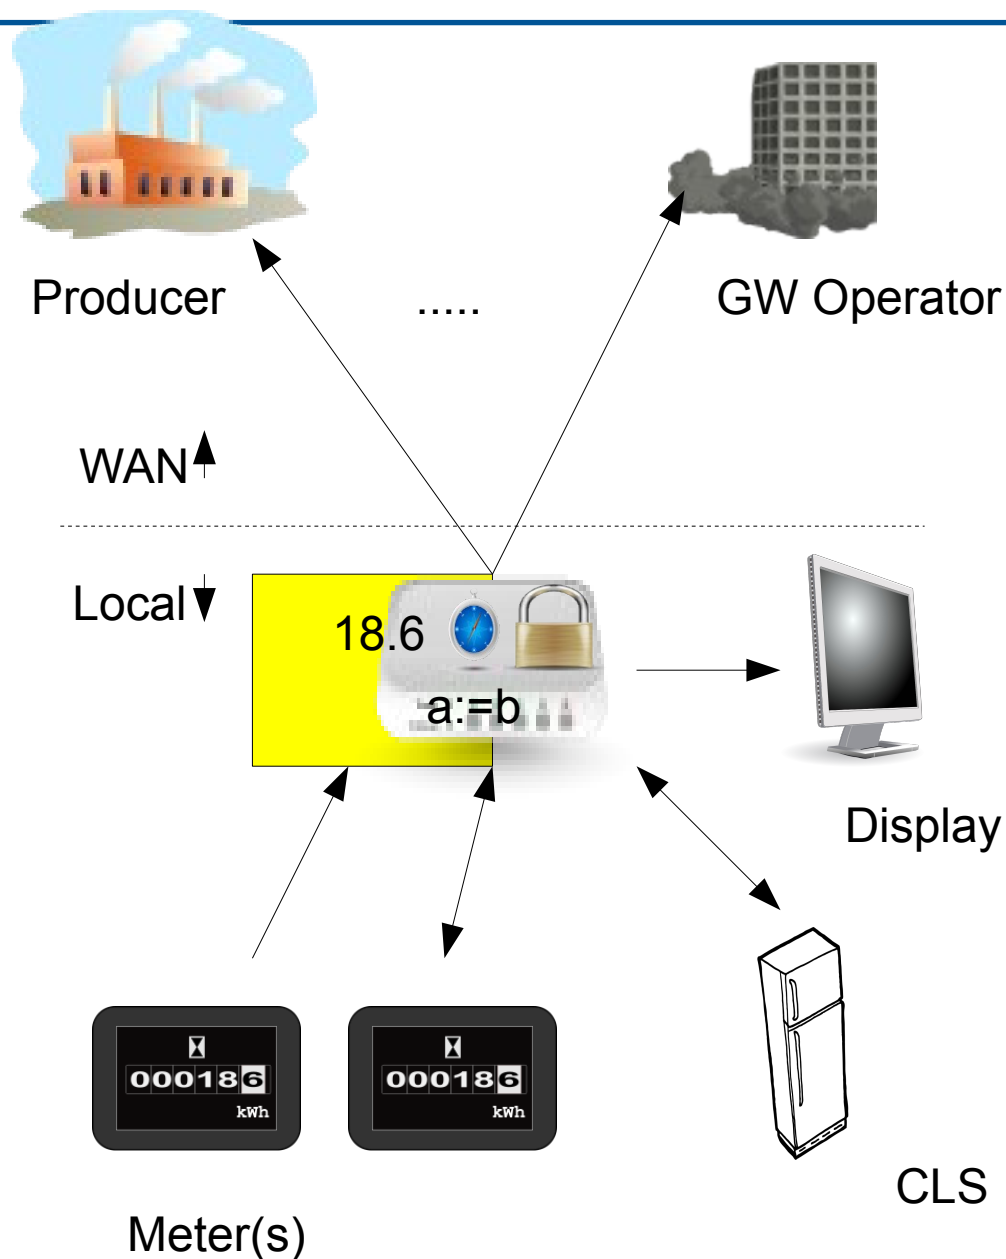 Producer
.....
GW Operator
WAN
Local
18.6
a:=b
Display
000186
kWh
000186
kWh
CLS
Meter(s)